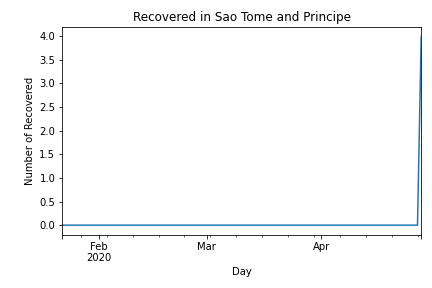 Recovered in Sao Tome and Principe
Number of Recovered
4.0
3.5
3.0
2.5
2.0
1.5
1.0
0.5
0.0
Feb
2020
Mar
Apr
Day